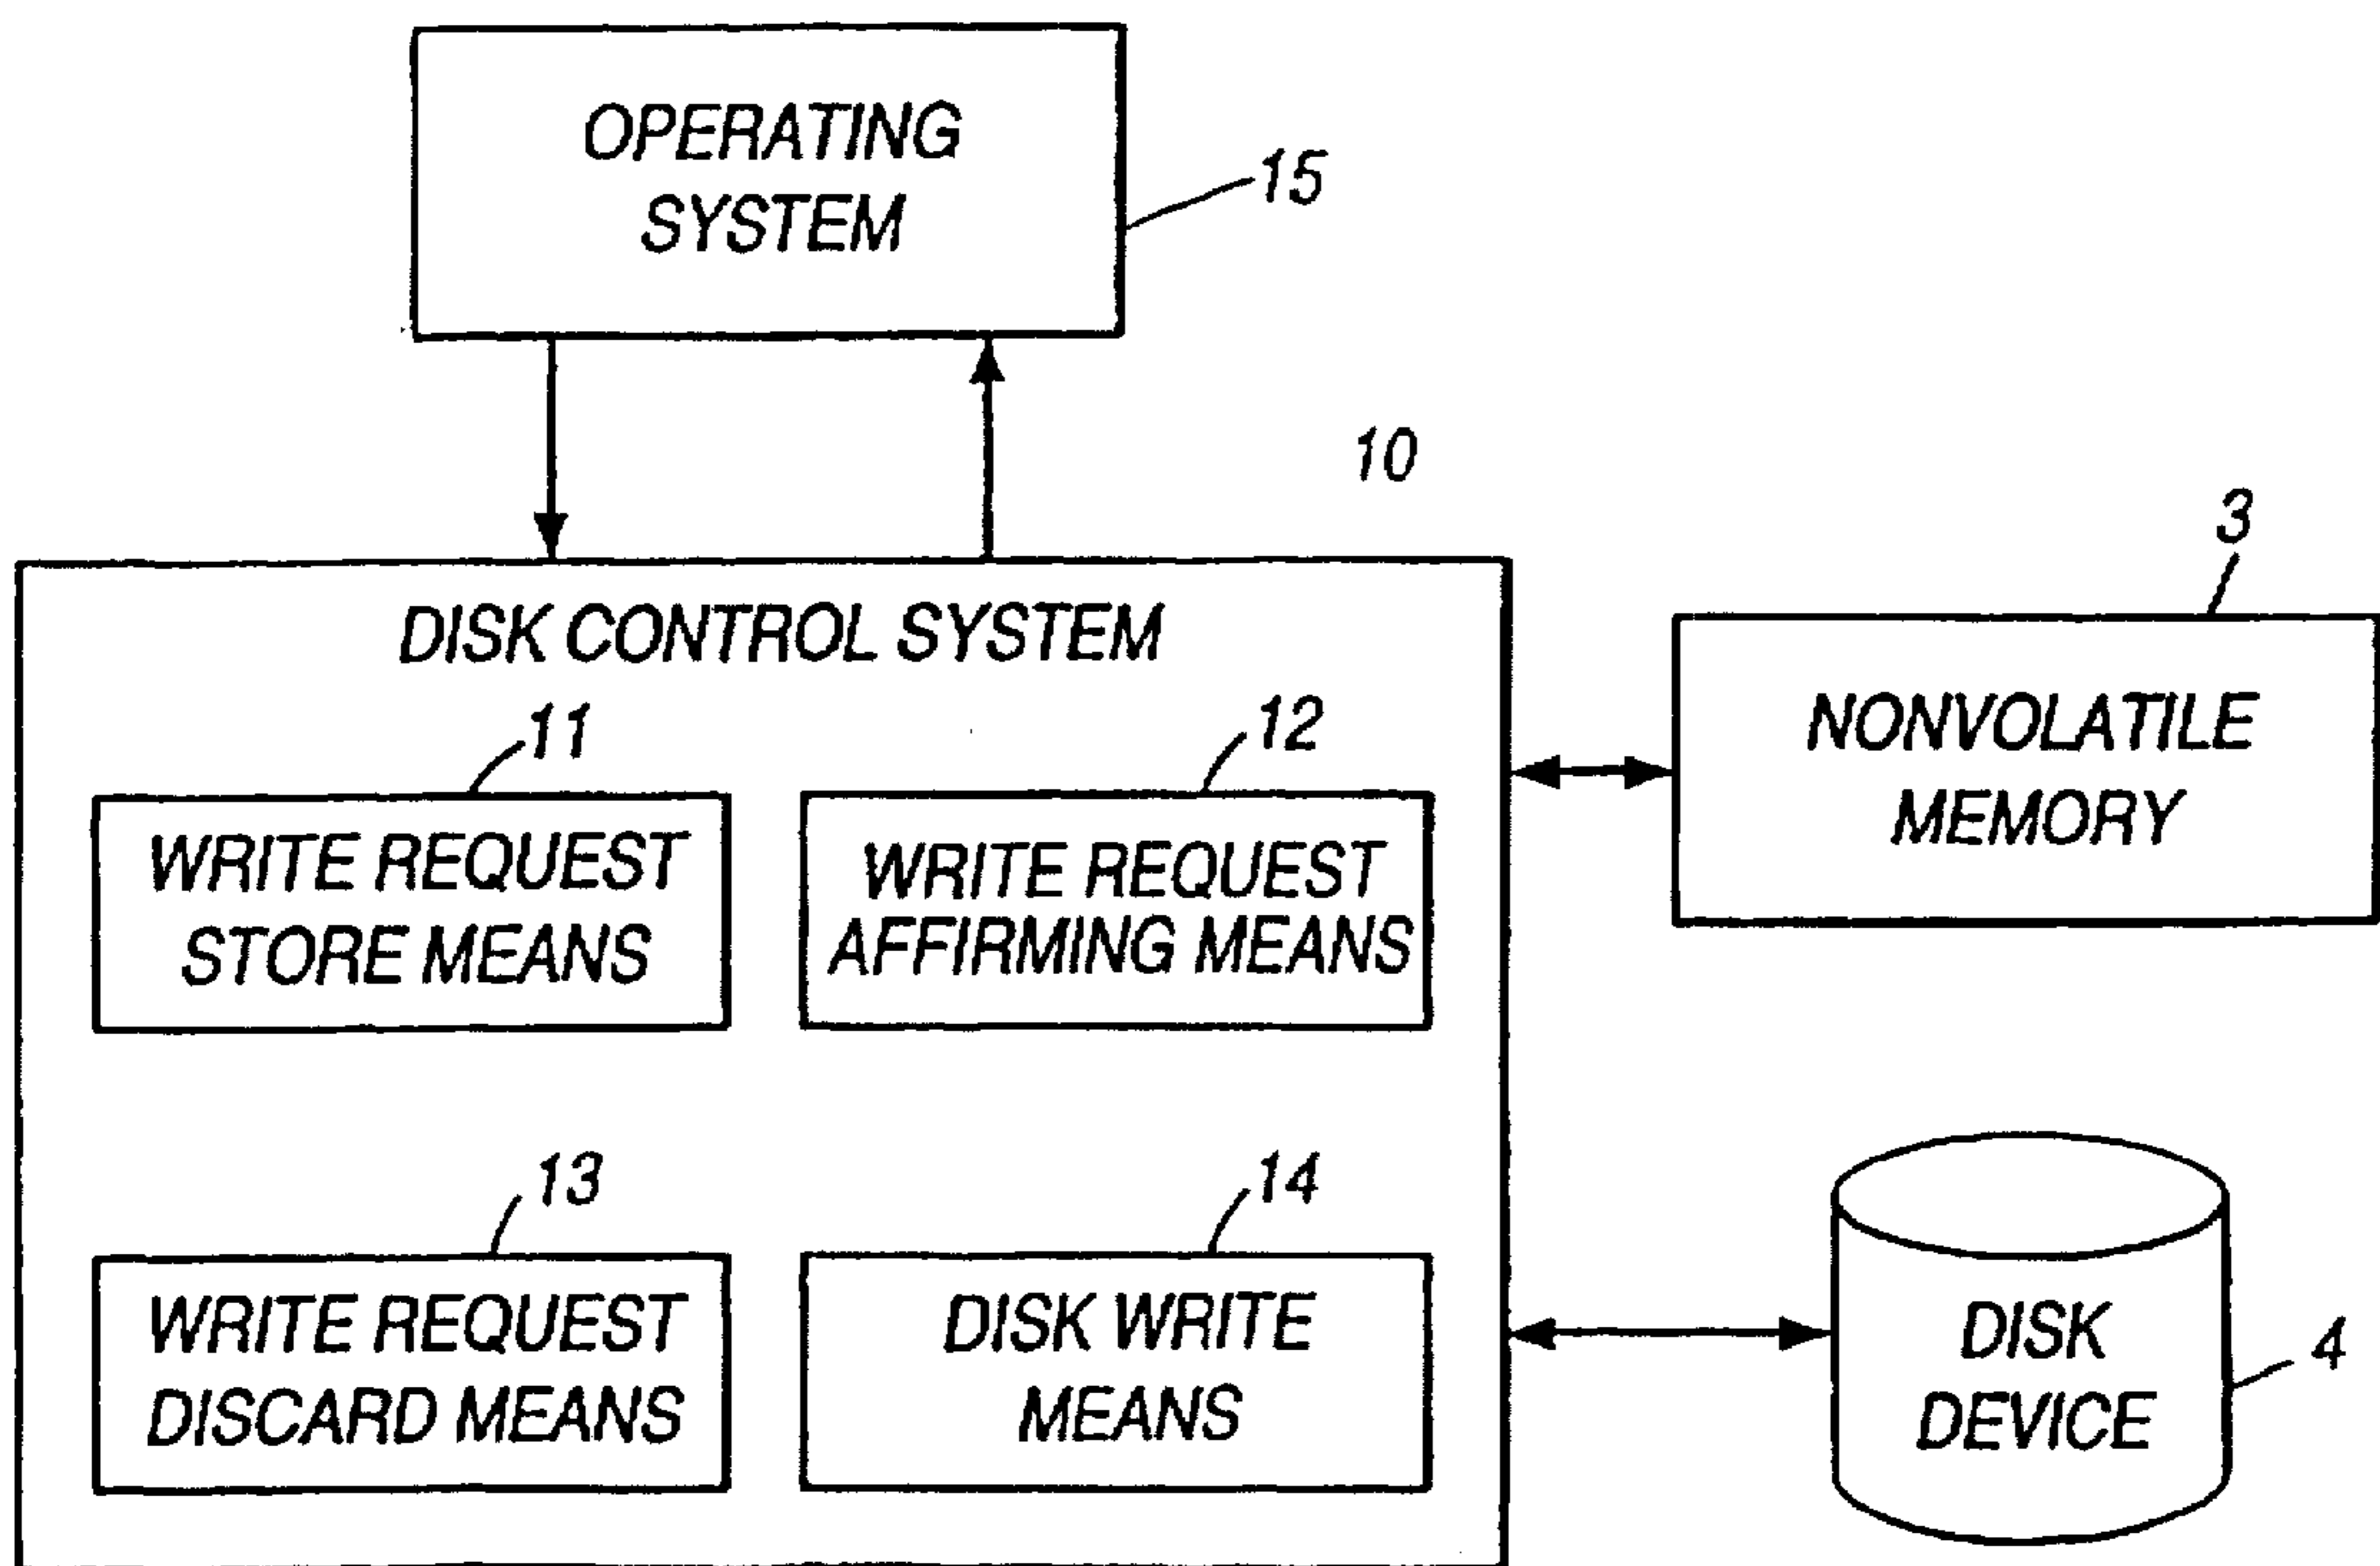 OPERATING
SYSTEM
15
10
3
DISK CONTROL SYSTEM
NONVOLATILE
MEMORY
11
12
WRITE REQUEST
STORE MEANS
WRITE REQUEST
AFFIRMING MEANS
13
14
WRITE REQUEST
DISCARD MEANS
DISK WRITE
MEANS
DISK
DEVICE
4